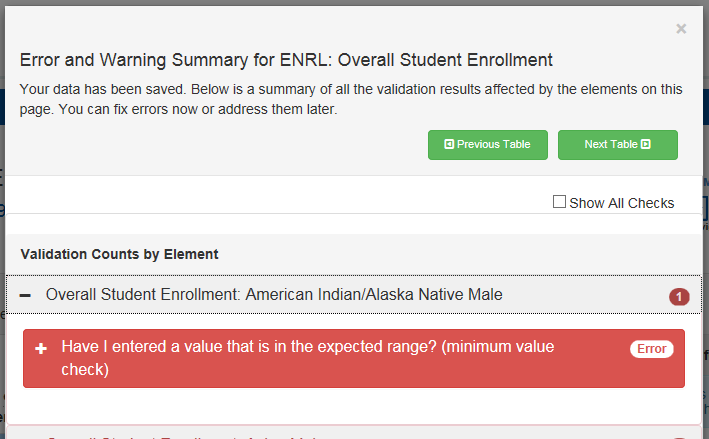 ×
Error and Warning Summary for ENRL: Overall Student Enrollment
Your data has been saved. Below is a summary of all the validation results affected by the elements on this
page. You can fix errors now or address them later.
Previous Table
Next Table
Show All Checks
Validation Counts by Element
Overall Student Enrollment: American Indian/Alaska Native Male
1
Have I entered a value that is in the expected range? (minimum value
check)
Error